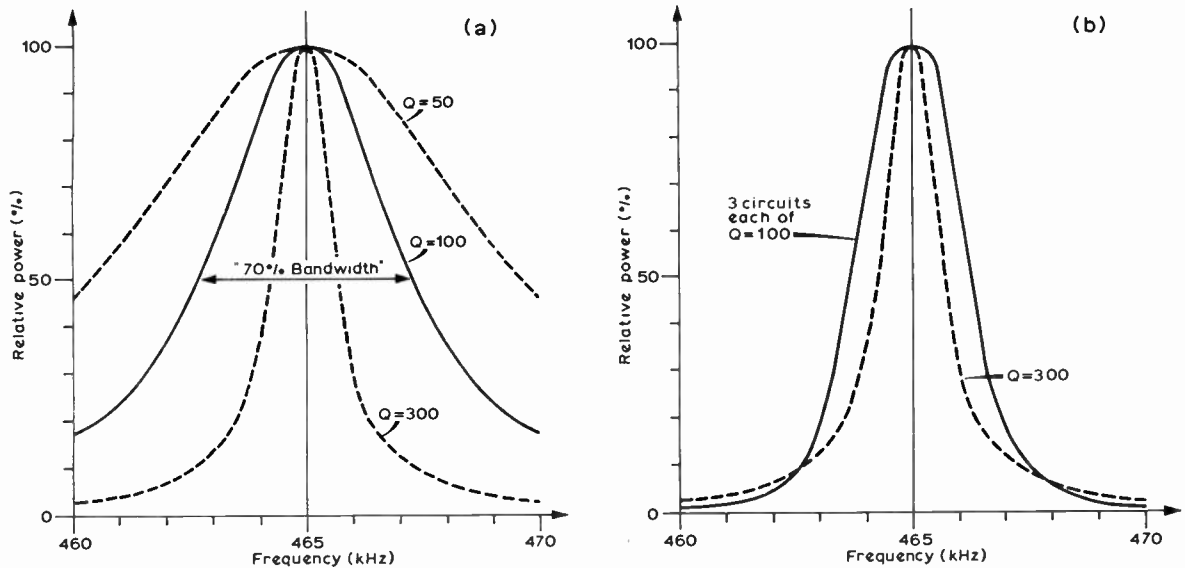 (a)
100
Q=50
Q=100
"70% Bandwidth"
50
Q=300
0
460
465
470
Relative power (%)
Frequency (kHz)
(b)
100
3 circuits
each of
Q=100
50
Q=300
0
460
465
470
Relative power (%)
Frequency (kHz)